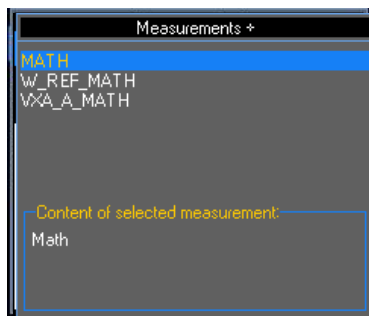 Measurements +
MATH
W_REF_MATH
VXA_A_MATH
Content of selected measurement:
Math